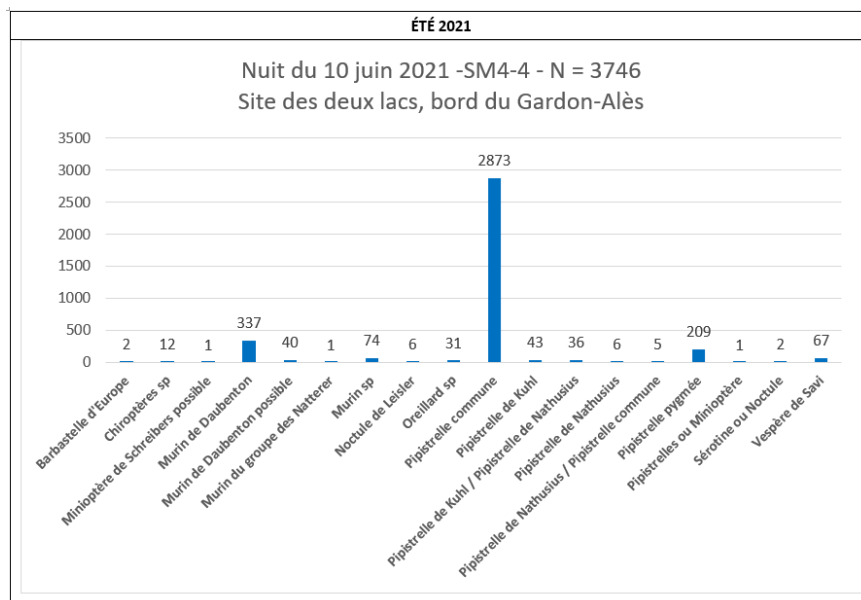 ÉTÉ 2021
Nuit du 10 juin 2021 -SM4-4 - N = 3746
Site des deux lacs, bord du Gardon-Alès
3500
3000
2500
2000
1500
1000
500
0
2
12
1
337
40
1
74
6
31
2873
43
36
6
5
209
1
2
67
Barbastelle d'Europe
Chiroptères sp
Minioptère de Schreibers possible
Murin de Daubenton
Murin de Daubenton possible
Murin du groupe des Natterer
Murin sp
Noctule de Leisler
Oreillard sp
Pipistrelle commune
Pipistrelle de Kuhl
Pipistrelle de Kuhl / Pipistrelle de Nathusius
Pipistrelle de Nathusius
Pipistrelle de Nathusius / Pipistrelle commune
Pipistrelle pygmée
Pipistrelles ou Minioptère
Sérotine ou Noctule
Vespère de Savi